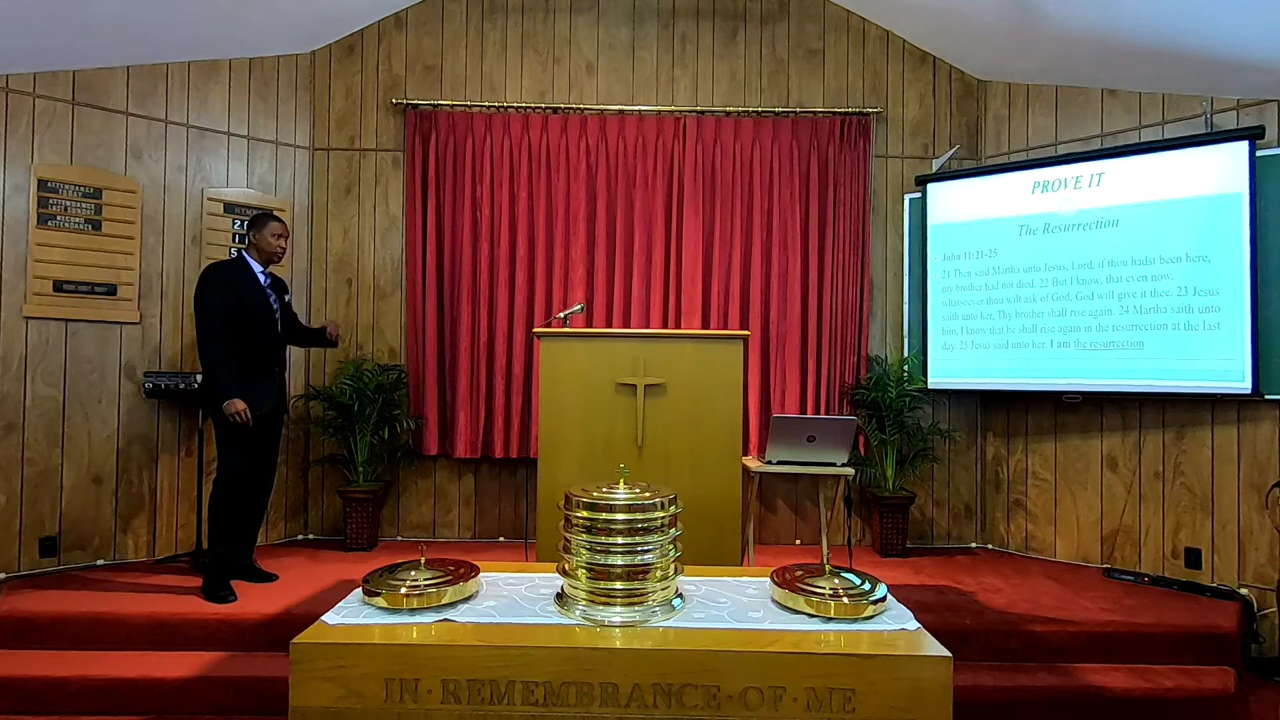 ATTENDANCE
TODAY
ATTENDANCE
LAST SUNDAY
RECORD
ATTENDANCE
PROVE IT
The Resurrection
John 11:21-25
21 Then said Martha unto Jesus, Lord, if thou hadst been here,
my brother had not died. 22 But I know, that even now,
whatsoever thou wilt ask of God, God will give it thee. 23 Jesus
saith unto her, Thy brother shall rise again. 24 Martha saith unto
him, I know that he shall rise again in the resurrection at the last
day. 25 Jesus said unto her, I am the resurrection
IN·REMEMBRANCE·OF·ME